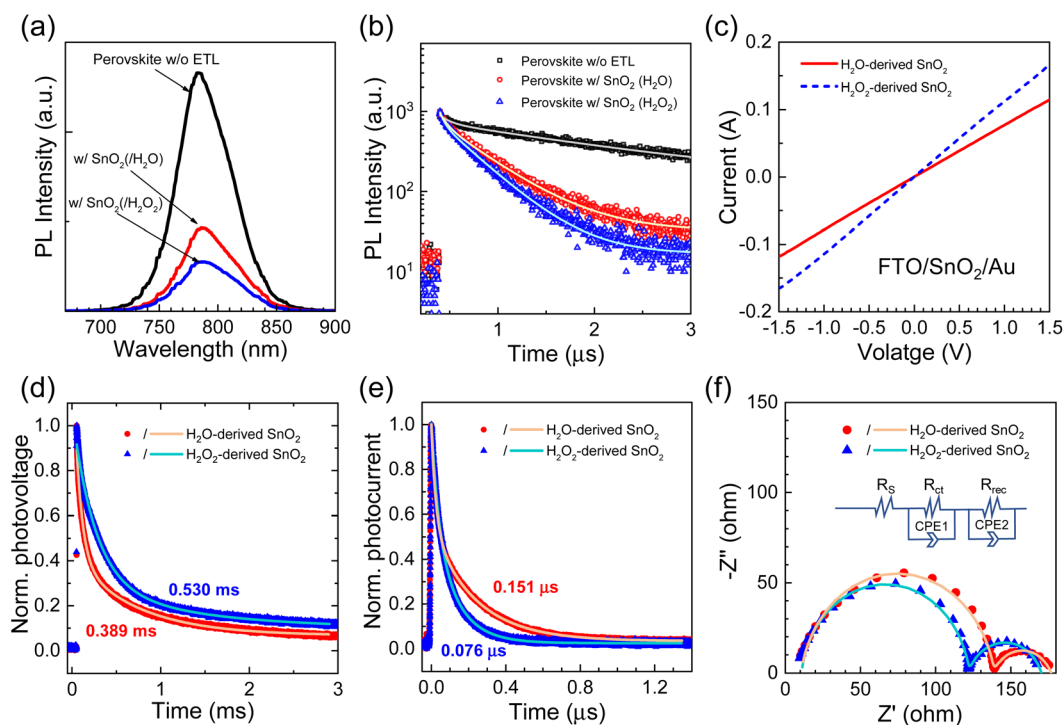 (a)
Perovskite w/o ETL
w/ SnO₂(/H₂O)
w/ SnO₂(/H₂O₂)
PL Intensity (a.u.)
700 750 800 850 900
Wavelength (nm)
(b)
Perovskite w/o ETL
Perovskite w/ SnO₂ (H₂O)
Perovskite w/ SnO₂ (H₂O₂)
PL Intensity (a.u.)
10³
10²
10¹
1 2 3
Time (μs)
(c)
H₂O-derived SnO₂
H₂O₂-derived SnO₂
Current (A)
0.2
0.1
0.0
-0.1
-0.2
FTO/SnO₂/Au
-1.5 -1.0 -0.5 0.0 0.5 1.0 1.5
Volatge (V)
(d)
/ H₂O-derived SnO₂
/ H₂O₂-derived SnO₂
Norm. photovoltage
1.0
0.8
0.6
0.4
0.2
0.0
0.530 ms
0.389 ms
0 1 2 3
Time (ms)
(e)
/ H₂O-derived SnO₂
/ H₂O₂-derived SnO₂
Norm. photocurrent
1.0
0.8
0.6
0.4
0.2
0.0
0.151 μs
0.076 μs
0.0 0.4 0.8 1.2
Time (μs)
(f)
/ H₂O-derived SnO₂
/ H₂O₂-derived SnO₂
R_S R_ct R_rec
CPE1 CPE2
-Z'' (ohm)
150
100
50
0
0 50 100 150
Z' (ohm)